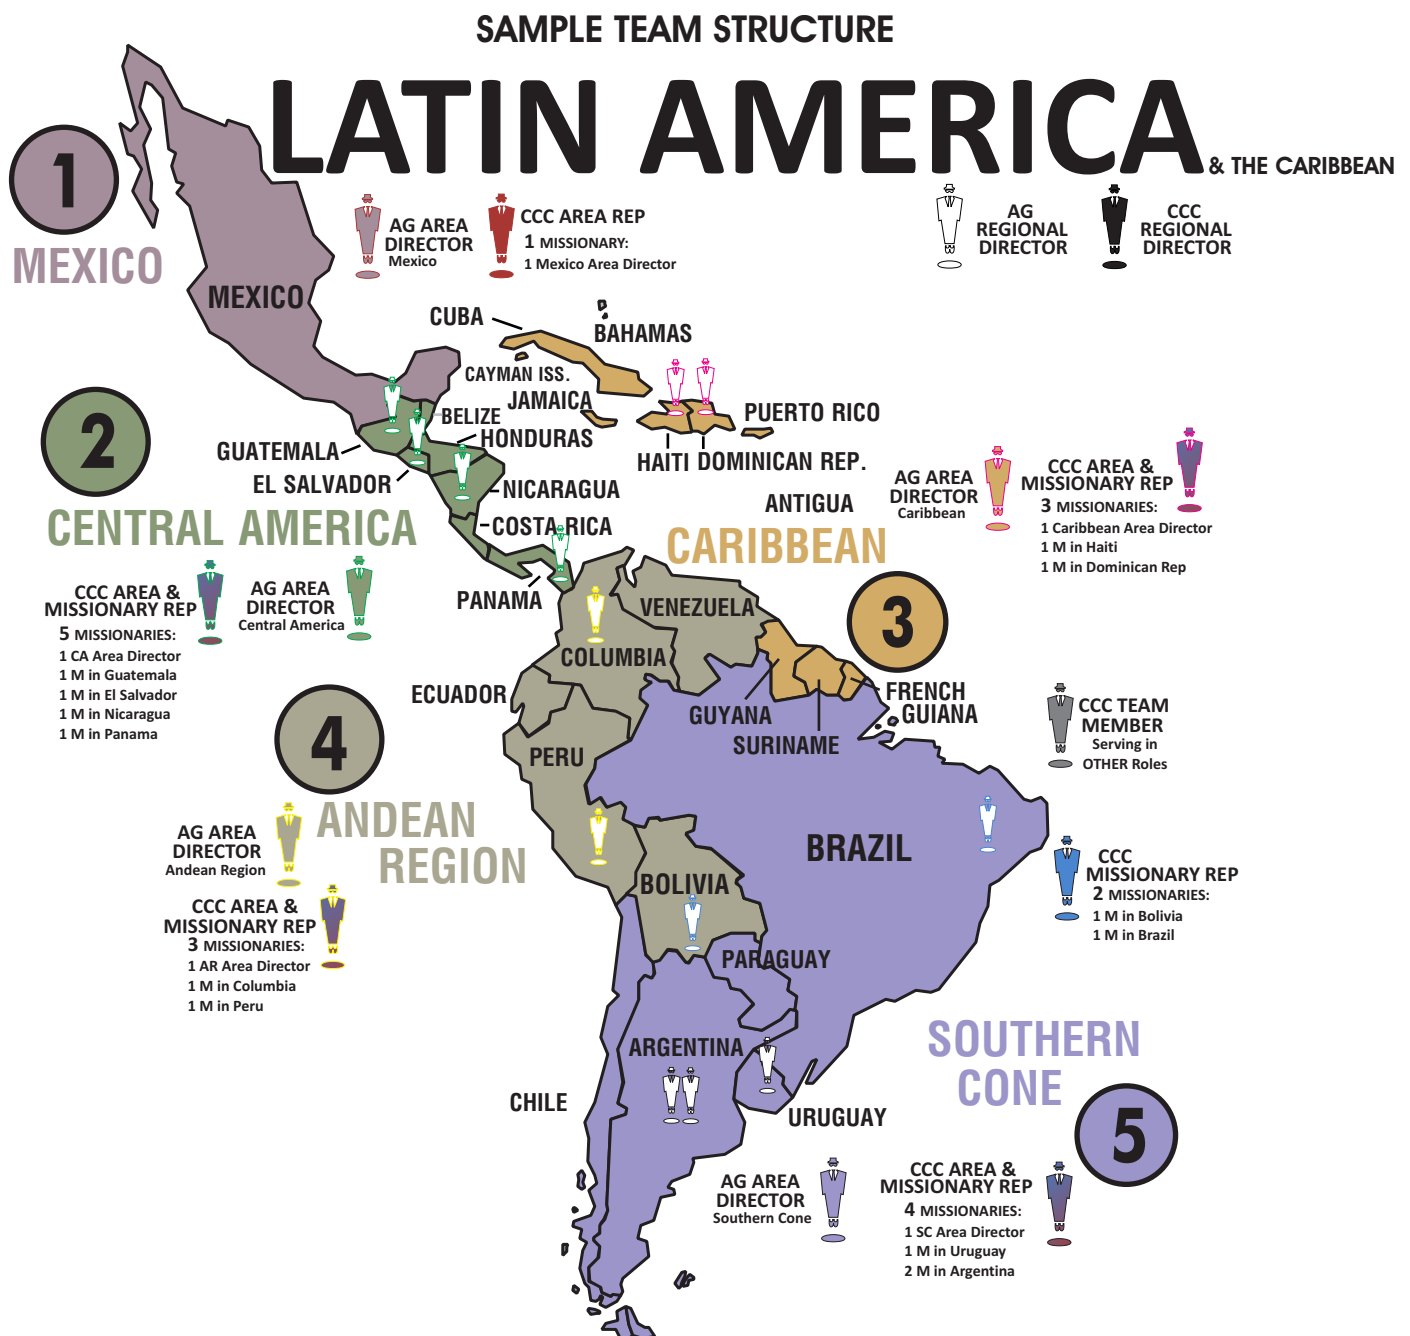 SAMPLE TEAM STRUCTURE
LATIN AMERICA
& THE CARIBBEAN
1
MEXICO
MEXICO
AG AREA
DIRECTOR
Mexico
CCC AREA REP
1 MISSIONARY:
1 Mexico Area Director
AG
REGIONAL
DIRECTOR
CCC
REGIONAL
DIRECTOR
CUBA
BAHAMAS
CAYMAN ISS.
JAMAICA
PUERTO RICO
HAITI
DOMINICAN REP.
ANTIGUA
BELIZE
HONDURAS
GUATEMALA
EL SALVADOR
NICARAGUA
COSTA RICA
PANAMA
2
CENTRAL AMERICA
CCC AREA &
MISSIONARY REP
5 MISSIONARIES:
1 CA Area Director
1 M in Guatemala
1 M in El Salvador
1 M in Nicaragua
1 M in Panama
AG AREA
DIRECTOR
Central America
CARIBBEAN
3
AG AREA
DIRECTOR
Caribbean
CCC AREA &
MISSIONARY REP
3 MISSIONARIES:
1 Caribbean Area Director
1 M in Haiti
1 M in Dominican Rep
VENEZUELA
COLUMBIA
ECUADOR
GUYANA
SURINAME
FRENCH
GUIANA
PERU
BRAZIL
BOLIVIA
PARAGUAY
ARGENTINA
CHILE
URUGUAY
4
ANDEAN
REGION
AG AREA
DIRECTOR
Andean Region
CCC AREA &
MISSIONARY REP
3 MISSIONARIES:
1 AR Area Director
1 M in Columbia
1 M in Peru
CCC TEAM
MEMBER
Serving in
OTHER Roles
CCC
MISSIONARY REP
2 MISSIONARIES:
1 M in Bolivia
1 M in Brazil
SOUTHERN
CONE
5
AG AREA
DIRECTOR
Southern Cone
CCC AREA &
MISSIONARY REP
4 MISSIONARIES:
1 SC Area Director
1 M in Uruguay
2 M in Argentina